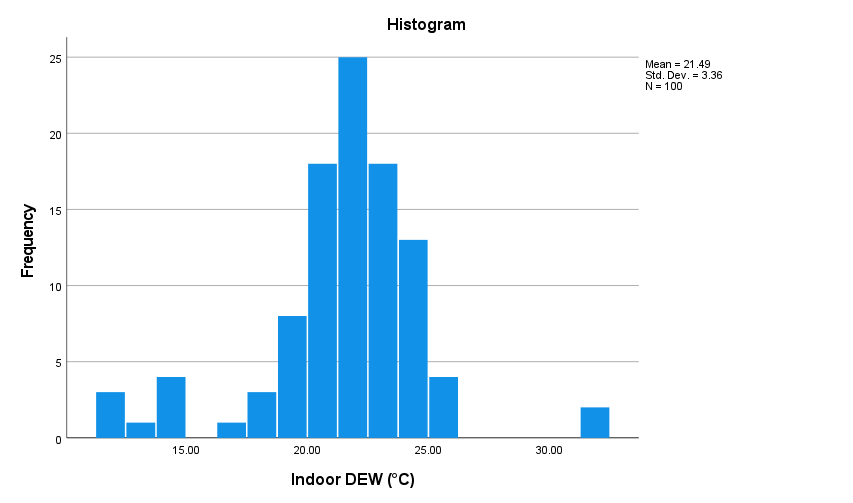 Histogram
Mean = 21.49
Std. Dev. = 3.36
N = 100
25
20
15
10
5
0
Frequency
15.00 20.00 25.00 30.00
Indoor DEW (°C)